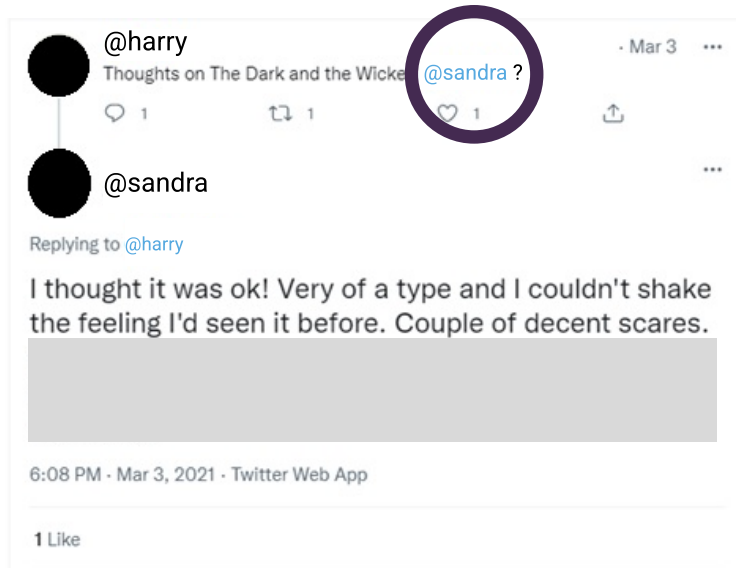 @harry
· Mar 3
Thoughts on The Dark and the Wicke @sandra ?
1 1 1
@sandra
Replying to @harry
I thought it was ok! Very of a type and I couldn't shake
the feeling I'd seen it before. Couple of decent scares.
6:08 PM · Mar 3, 2021 · Twitter Web App
1 Like